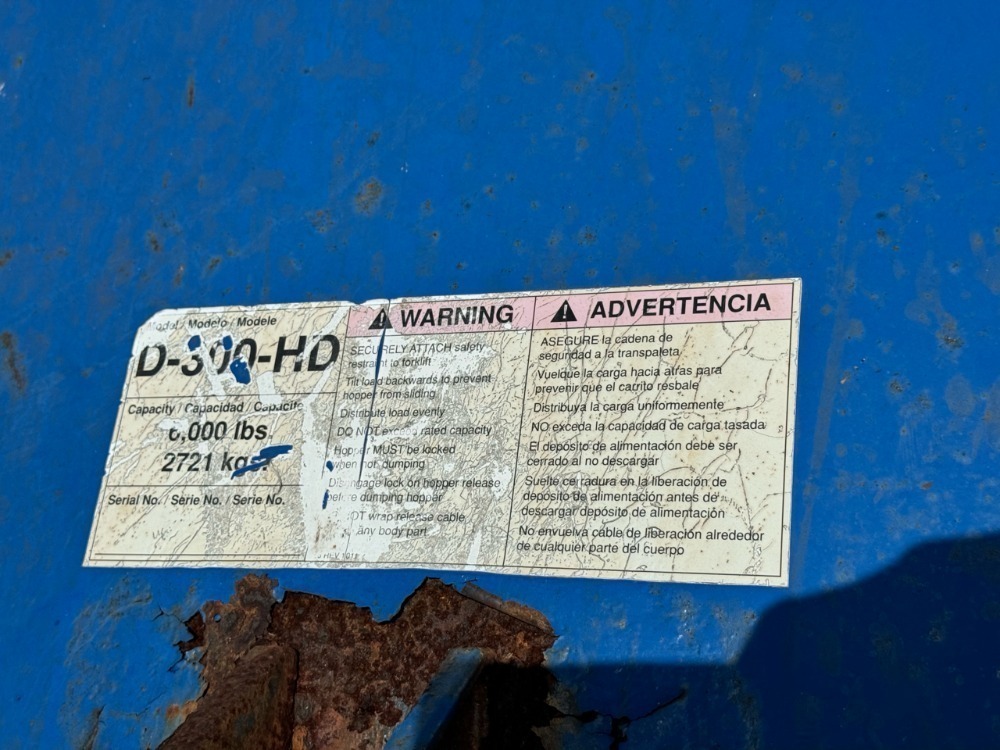 Model / Modelo / Modele
D-300-HD
Capacity / Capacidad / Capacite
6,000 lbs
2721 kgs
Serial No. / Serie No. / Serie No.
WARNING
SECURELY ATTACH safety
restraint to forklift
Tilt load backwards to prevent
hopper from sliding
Distribute load evenly
DO NOT exceed rated capacity
Hopper MUST be locked
when not dumping
Disengage lock on hopper release
before dumping hopper
wrap release cable
any body part
ADVERTENCIA
ASEGURE la cadena de
seguridad a la transpaleta
Vuelque la carga hacia atras para
prevenir que el carrito resbale
Distribuya la carga uniformemente
NO exceda la capacidad de carga tasada
El depósito de alimentación debe ser
cerrado al no descargar
Suelte cerradura en la liberación de
depósito de alimentación antes de
descargar depósito de alimentación
No envuelva cable de liberación alrededor
de cualquier parte del cuerpo